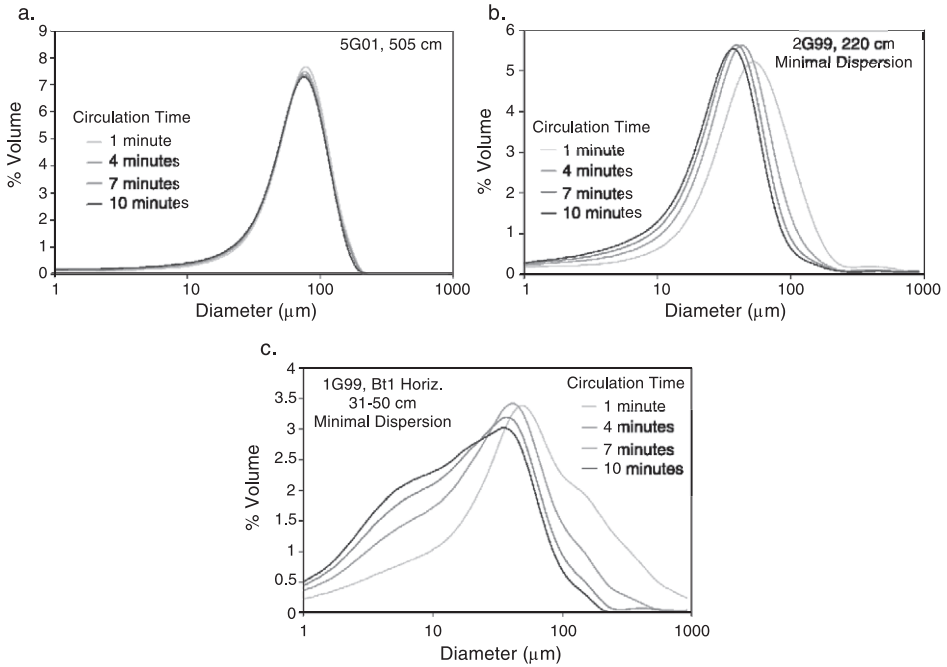 a.
5G01, 505 cm
% Volume
9
8
7
6
5
4
3
2
1
0
Circulation Time
1 minute
4 minutes
7 minutes
10 minutes
1
10
100
1000
Diameter (μm)
b.
2G99, 220 cm
Minimal Dispersion
% Volume
6
5
4
3
2
1
0
Circulation Time
1 minute
4 minutes
7 minutes
10 minutes
1
10
100
1000
Diameter (μm)
c.
1G99, Bt1 Horiz.
31-50 cm
Minimal Dispersion
% Volume
4
3.5
3
2.5
2
1.5
1
0.5
0
Circulation Time
1 minute
4 minutes
7 minutes
10 minutes
1
10
100
1000
Diameter (μm)